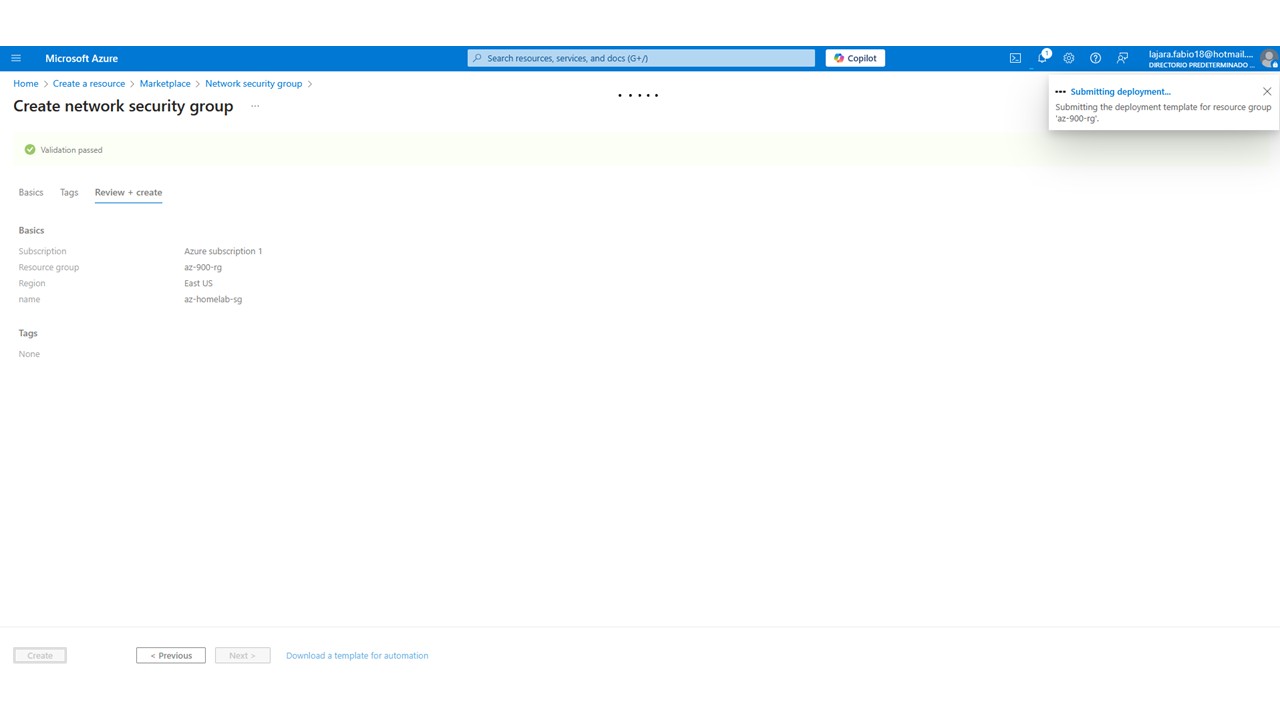 Microsoft Azure
Search resources, services, and docs (G+/)
Copilot
1
lajara.fabio18@hotmail....
DIRECTORIO PREDETERMINADO ...
Home > Create a resource > Marketplace > Network security group >
Create network security group ...
Submitting deployment...
Submitting the deployment template for resource group
'az-900-rg'.
Validation passed
Basics Tags Review + create
Basics
Subscription Azure subscription 1
Resource group az-900-rg
Region East US
name az-homelab-sg
Tags
None
Create < Previous Next > Download a template for automation